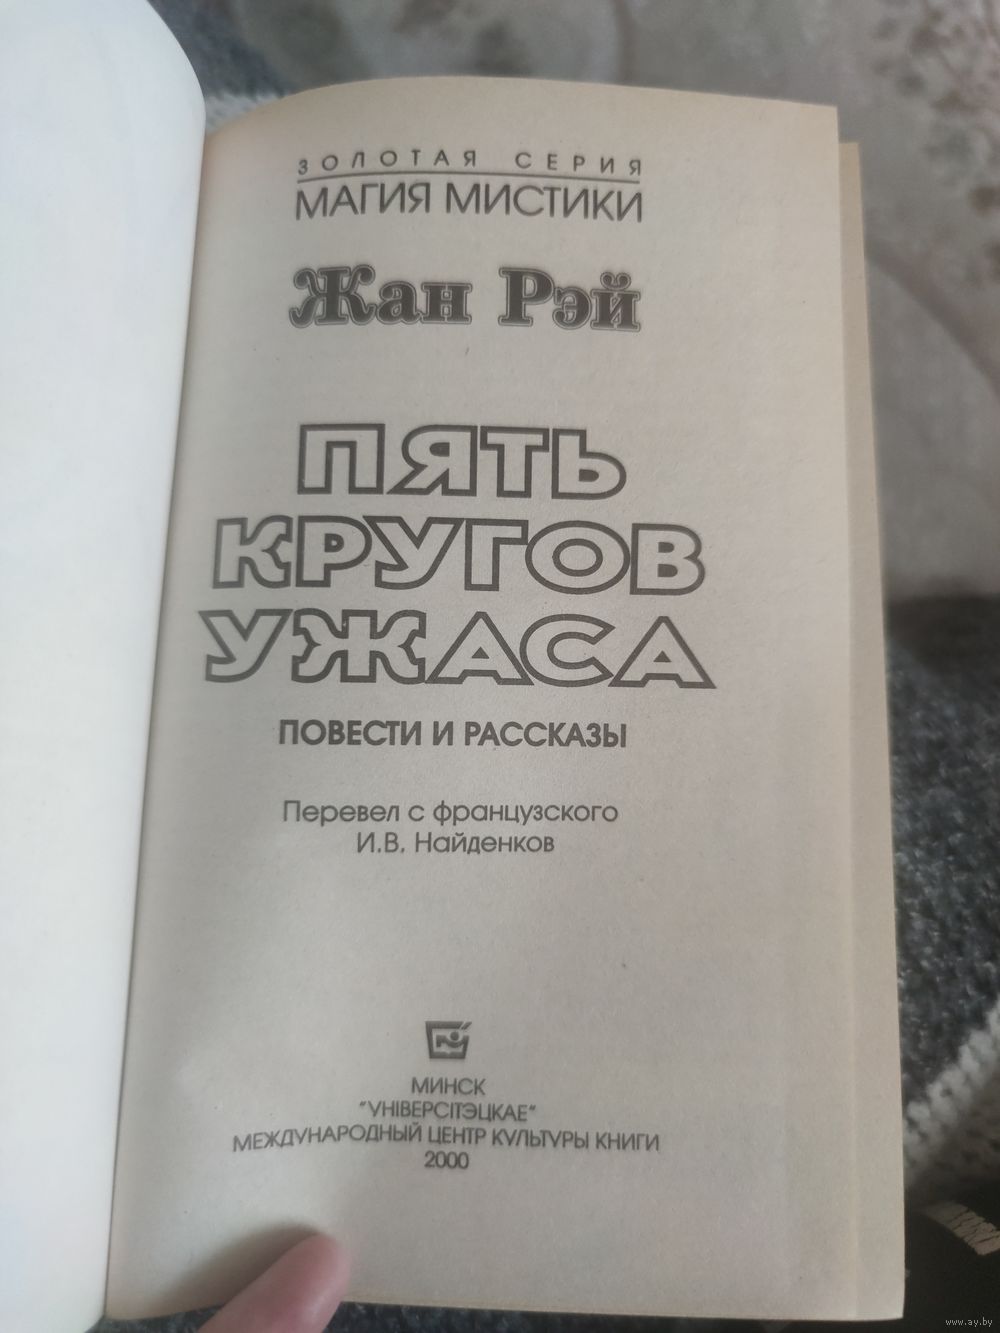 ЗОЛОТАЯ СЕРИЯ
МАГИЯ МИСТИКИ
Жан Рэй
ПЯТЬ
КРУГОВ
УЖАСА
ПОВЕСТИ И РАССКАЗЫ
Перевел с французского
И.В. Найденков
МИНСК
"УНІВЕРСІТЭЦКАЕ"
МЕЖДУНАРОДНЫЙ ЦЕНТР КУЛЬТУРЫ КНИГИ
2000
www.ay.by